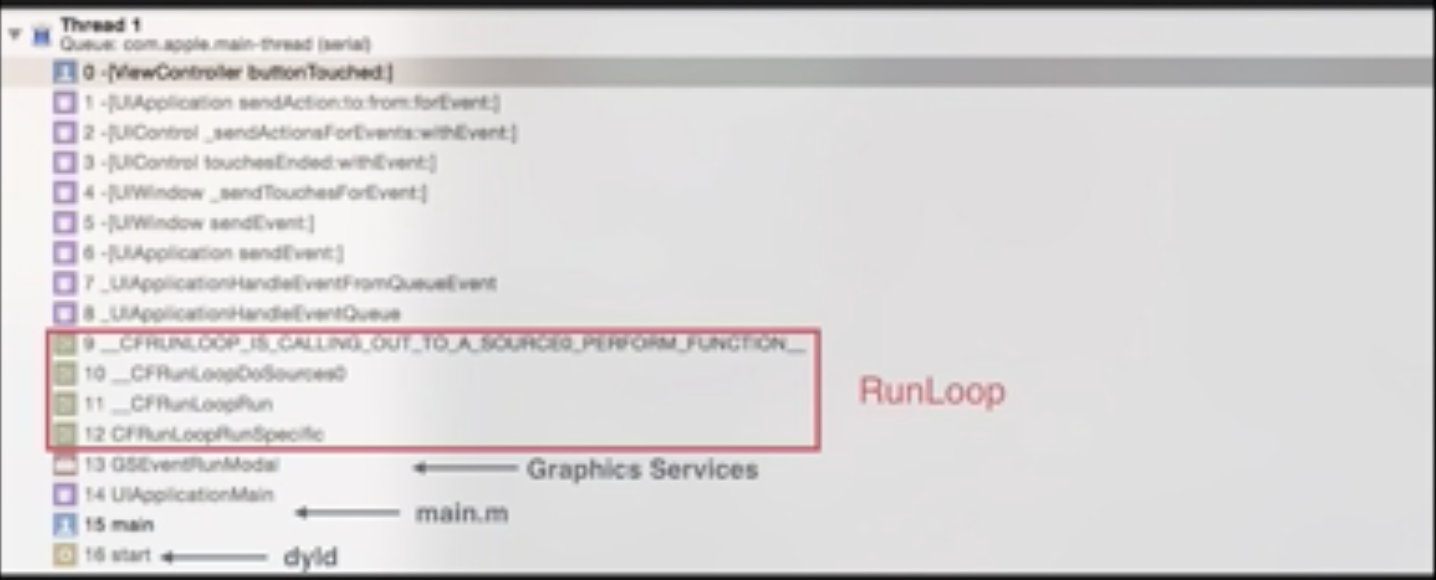 Thread 1
Queue: com.apple.main-thread (serial)
0 -[ViewController buttonTouched:]
1 -[UIApplication sendAction:to:from:forEvent:]
2 -[UIControl _sendActionsForEvents:withEvent:]
3 -[UIControl touchesEnded:withEvent:]
4 -[UIWindow _sendTouchesForEvent:]
5 -[UIWindow sendEvent:]
6 -[UIApplication sendEvent:]
7 _UIApplicationHandleEventFromQueueEvent
8 _UIApplicationHandleEventQueue
9 __CFRUNLOOP_IS_CALLING_OUT_TO_A_SOURCE0_PERFORM_FUNCTION__
10 __CFRunLoopDoSources0
RunLoop
11 __CFRunLoopRun
12 CFRunLoopRunSpecific
13 GSEventRunModal Graphics Services
14 UIApplicationMain
main.m
15 main
16 start dyld